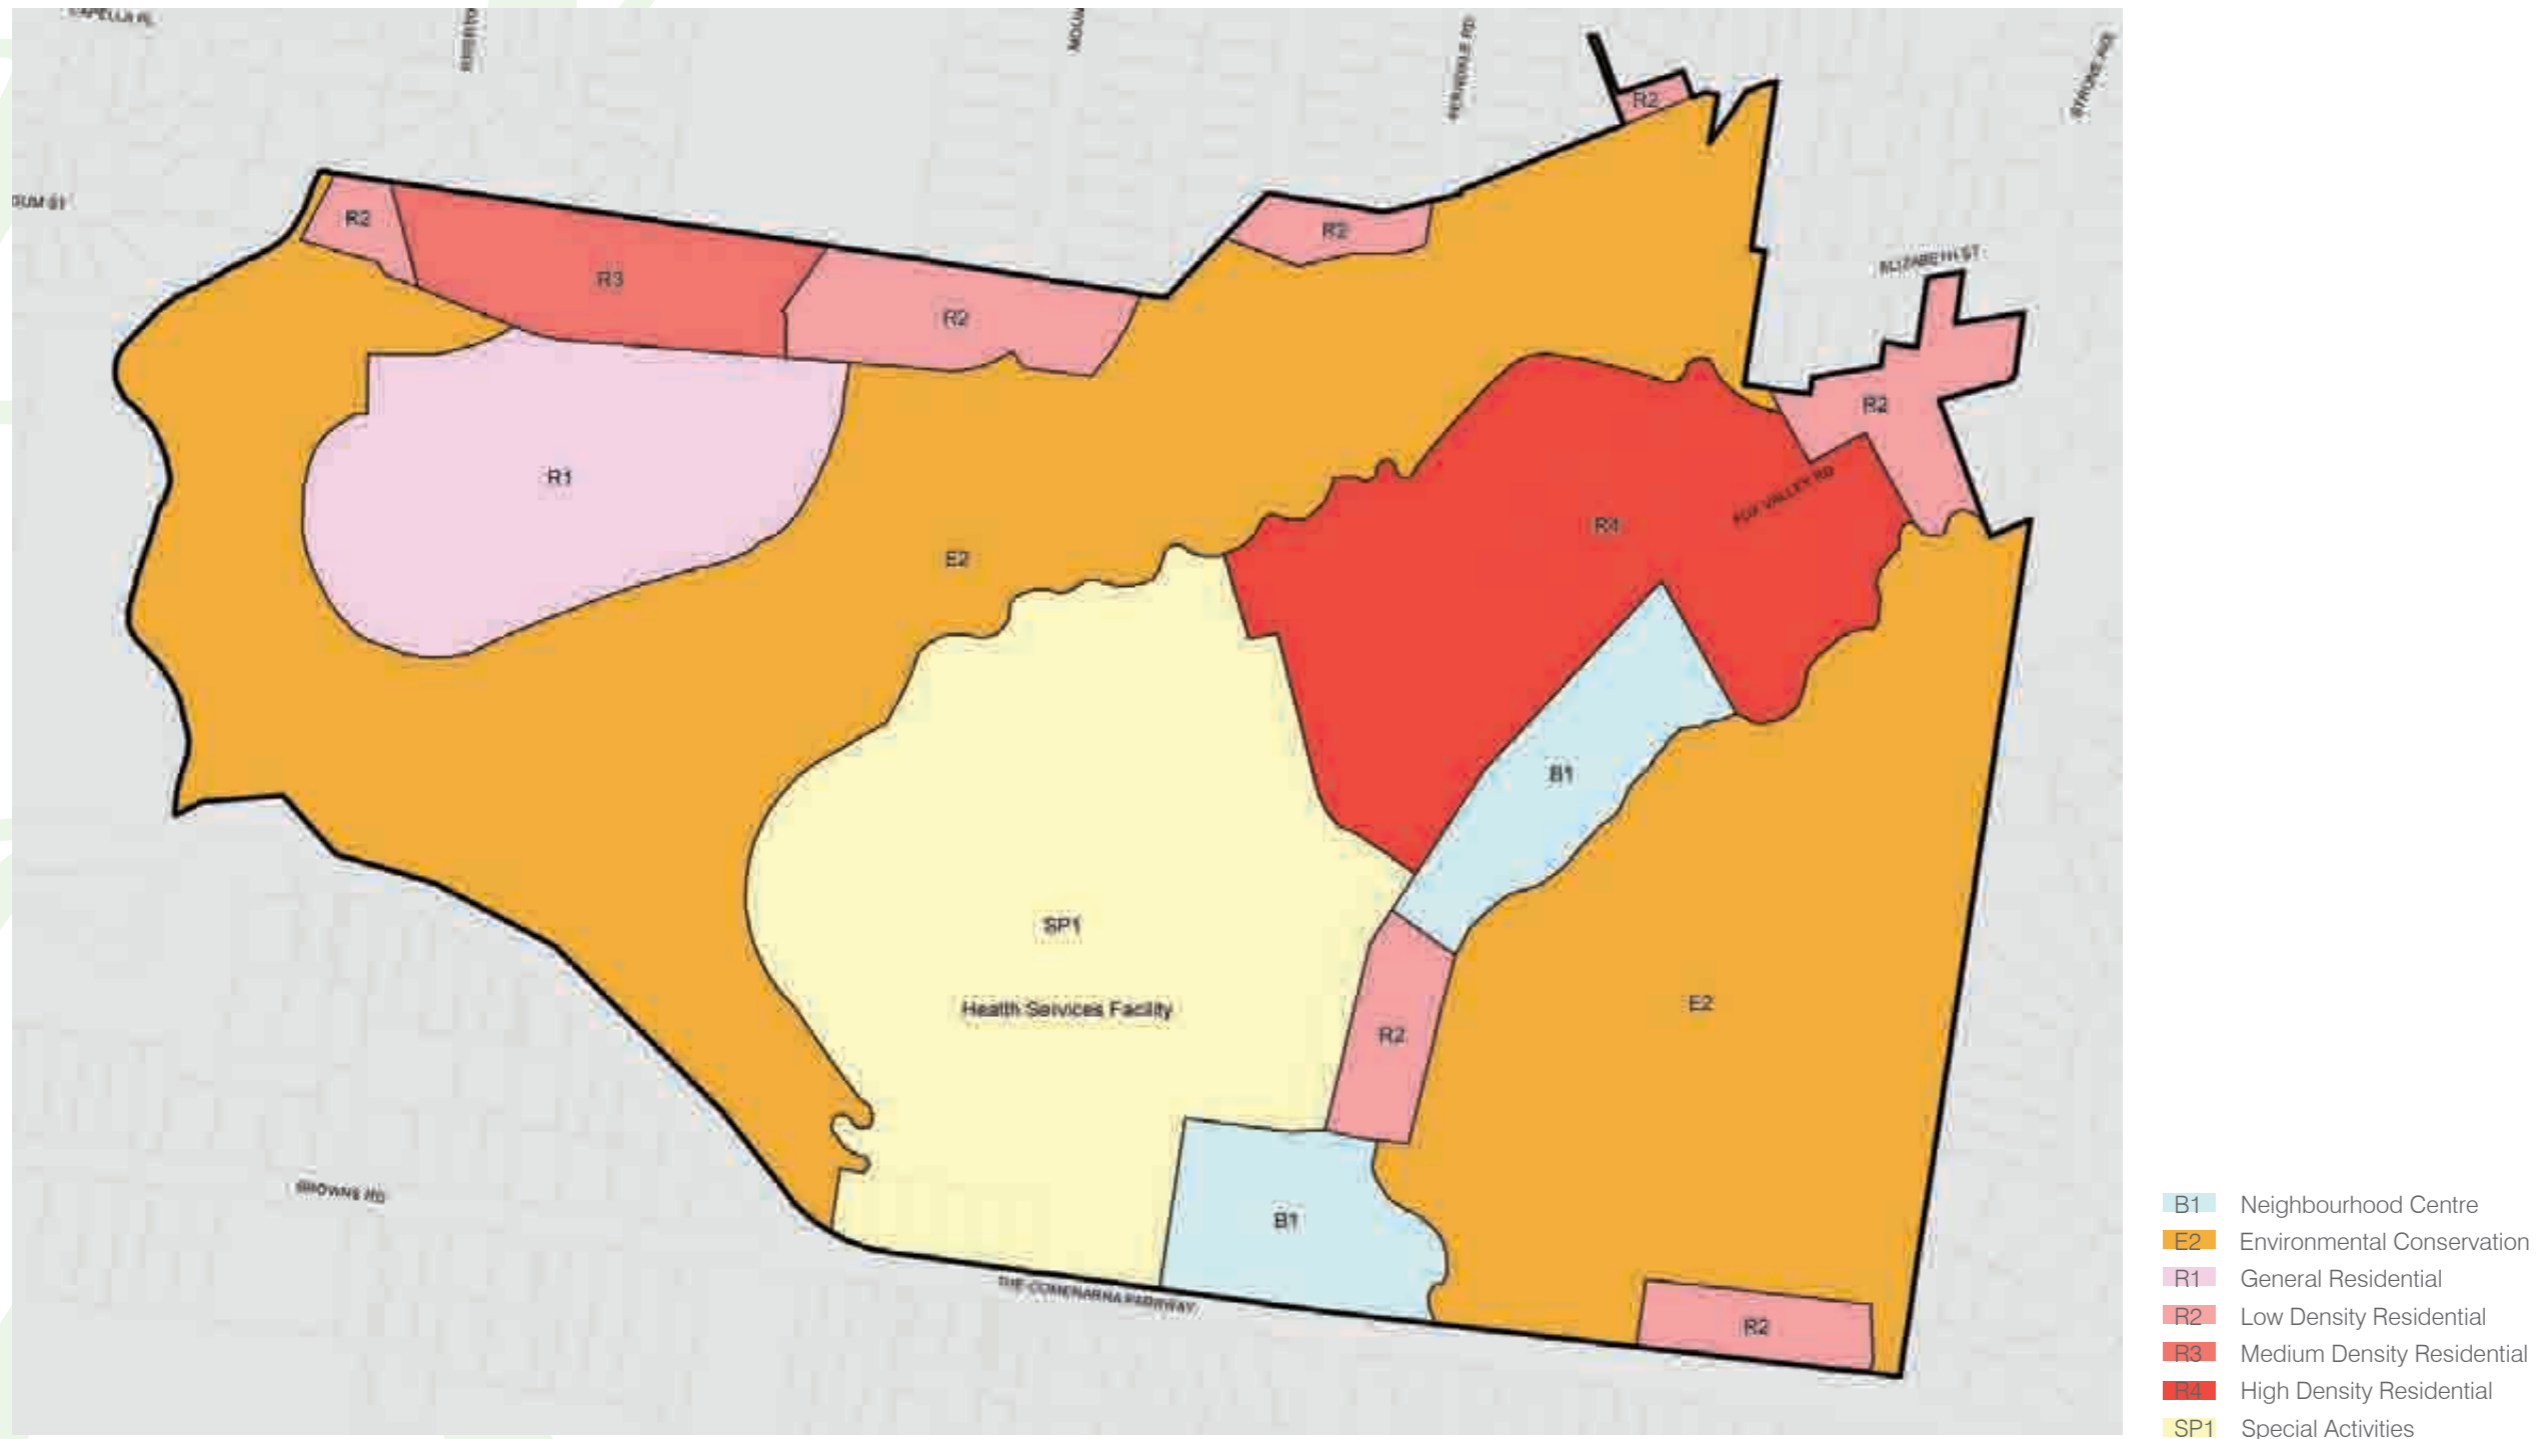 R2
R2
R2
R3
ELIZABETH ST
R2
R2
R1
FOX VALLEY RD
R4
E2
B1
SP1
E2
Health Services Facility
R2
BROWNS RD
B1
THE COMENARRA PARKWAY
R2
B1 Neighbourhood Centre
E2 Environmental Conservation
R1 General Residential
R2 Low Density Residential
R3 Medium Density Residential
R4 High Density Residential
SP1 Special Activities